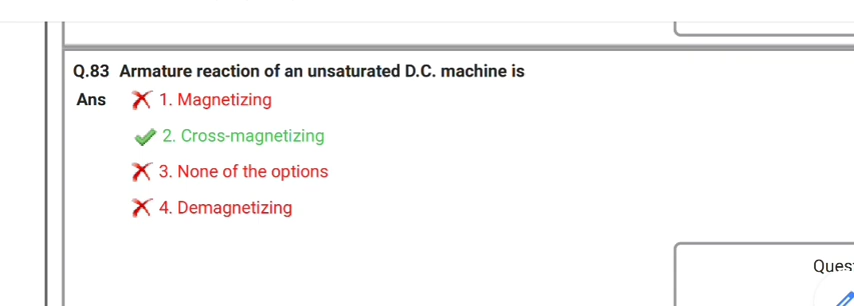 Q.83 Armature reaction of an unsaturated D.C. machine is
Ans 1. Magnetizing
2. Cross-magnetizing
3. None of the options
4. Demagnetizing